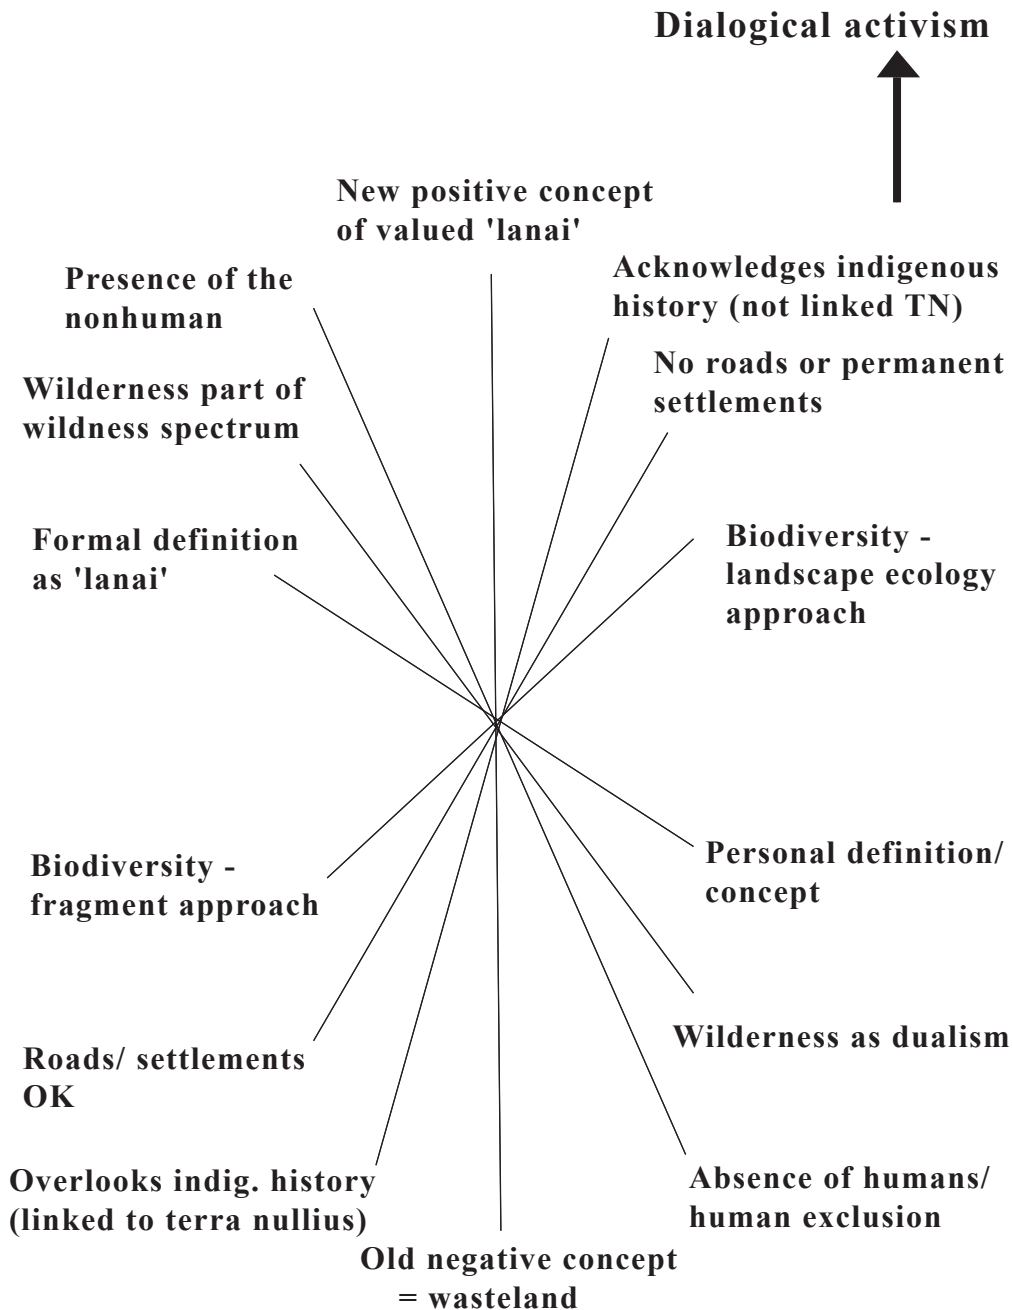 Dialogical activism
New positive concept
of valued 'lanai'
Presence of the
nonhuman
Acknowledges indigenous
history (not linked TN)
Wilderness part of
wildness spectrum
No roads or permanent
settlements
Formal definition
as 'lanai'
Biodiversity -
landscape ecology
approach
Biodiversity -
fragment approach
Personal definition/
concept
Roads/ settlements
OK
Wilderness as dualism
Overlooks indig. history
(linked to terra nullius)
Absence of humans/
human exclusion
Old negative concept
= wasteland